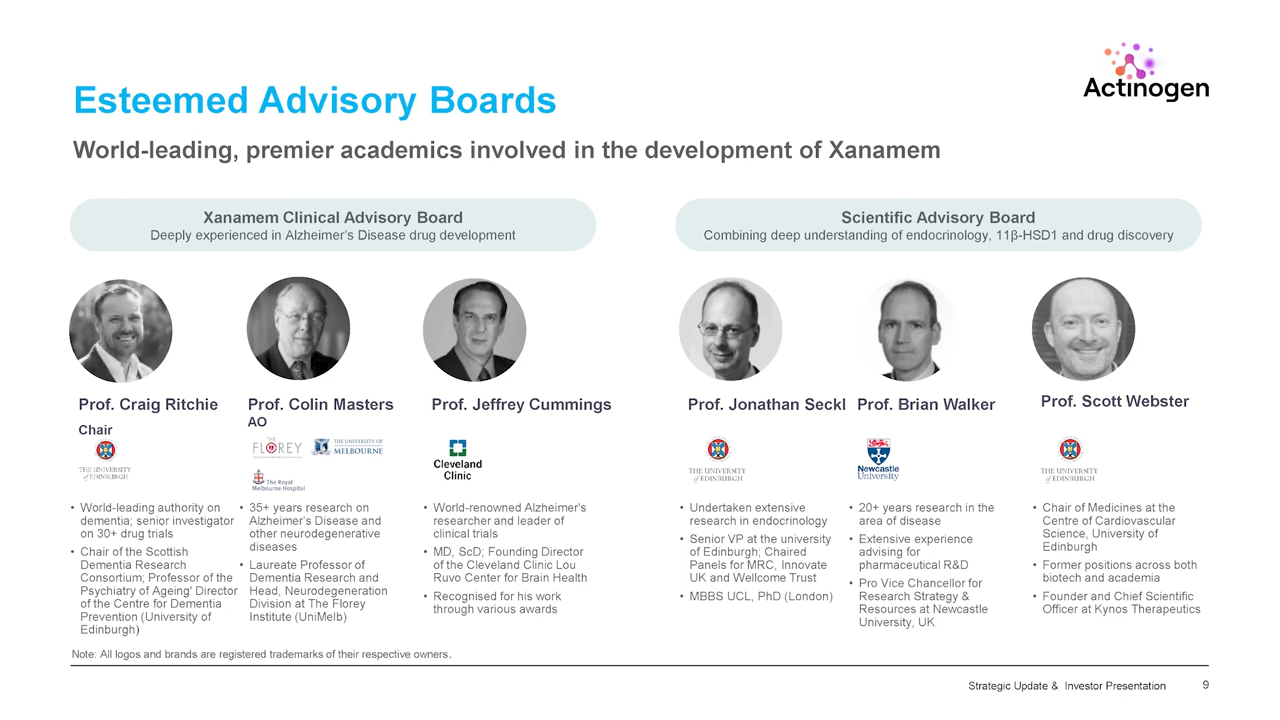 Actinogen
Esteemed Advisory Boards
World-leading, premier academics involved in the development of Xanamem
Xanamem Clinical Advisory Board
Deeply experienced in Alzheimer's Disease drug development
Scientific Advisory Board
Combining deep understanding of endocrinology, 11β-HSD1 and drug discovery
Prof. Craig Ritchie
Chair
THE UNIVERSITY
of EDINBURGH
• World-leading authority on
dementia; senior investigator
on 30+ drug trials
• Chair of the Scottish
Dementia Research
Consortium; Professor of the
Psychiatry of Ageing' Director
of the Centre for Dementia
Prevention (University of
Edinburgh)
Prof. Colin Masters
AO
THE
FLOREY
THE UNIVERSITY OF
MELBOURNE
The Royal
Melbourne Hospital
• 35+ years research on
Alzheimer's Disease and
other neurodegenerative
diseases
• Laureate Professor of
Dementia Research and
Head, Neurodegeneration
Division at The Florey
Institute (UniMelb)
Prof. Jeffrey Cummings
Cleveland
Clinic
• World-renowned Alzheimer's
researcher and leader of
clinical trials
• MD, ScD; Founding Director
of the Cleveland Clinic Lou
Ruvo Center for Brain Health
• Recognised for his work
through various awards
Prof. Jonathan Seckl
THE UNIVERSITY
of EDINBURGH
• Undertaken extensive
research in endocrinology
• Senior VP at the university
of Edinburgh; Chaired
Panels for MRC, Innovate
UK and Wellcome Trust
• MBBS UCL, PhD (London)
Prof. Brian Walker
Newcastle
University
• 20+ years research in the
area of disease
• Extensive experience
advising for
pharmaceutical R&D
• Pro Vice Chancellor for
Research Strategy &
Resources at Newcastle
University, UK
Prof. Scott Webster
THE UNIVERSITY
of EDINBURGH
• Chair of Medicines at the
Centre of Cardiovascular
Science, University of
Edinburgh
• Former positions across both
biotech and academia
• Founder and Chief Scientific
Officer at Kynos Therapeutics
Note: All logos and brands are registered trademarks of their respective owners.
Strategic Update & Investor Presentation
9